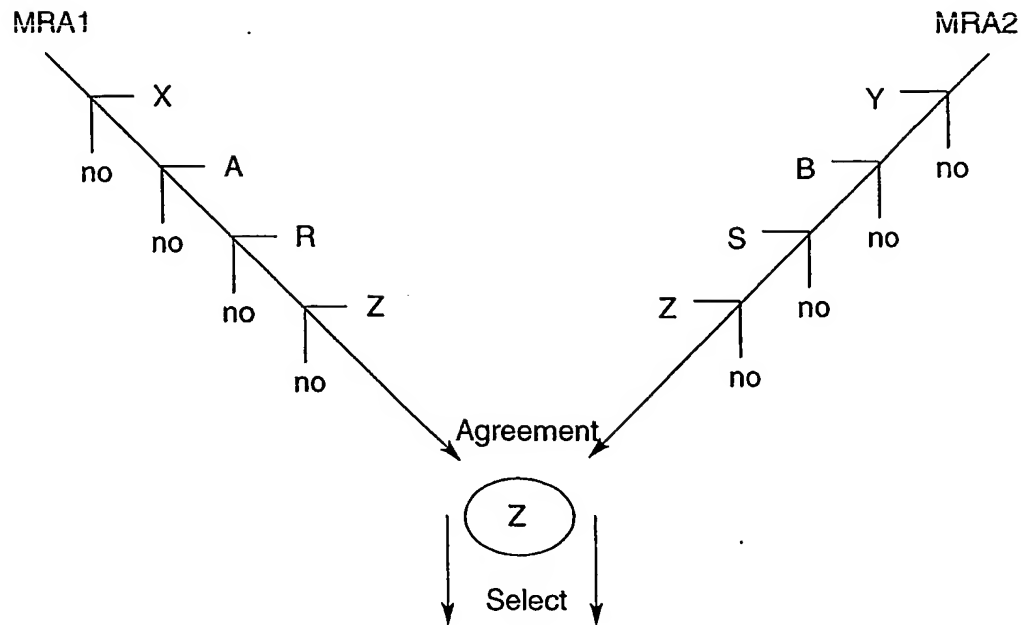 MRA1 MRA2
X Y
no A B no
no R S no
no Z Z no
no no
Agreement
Z
Select